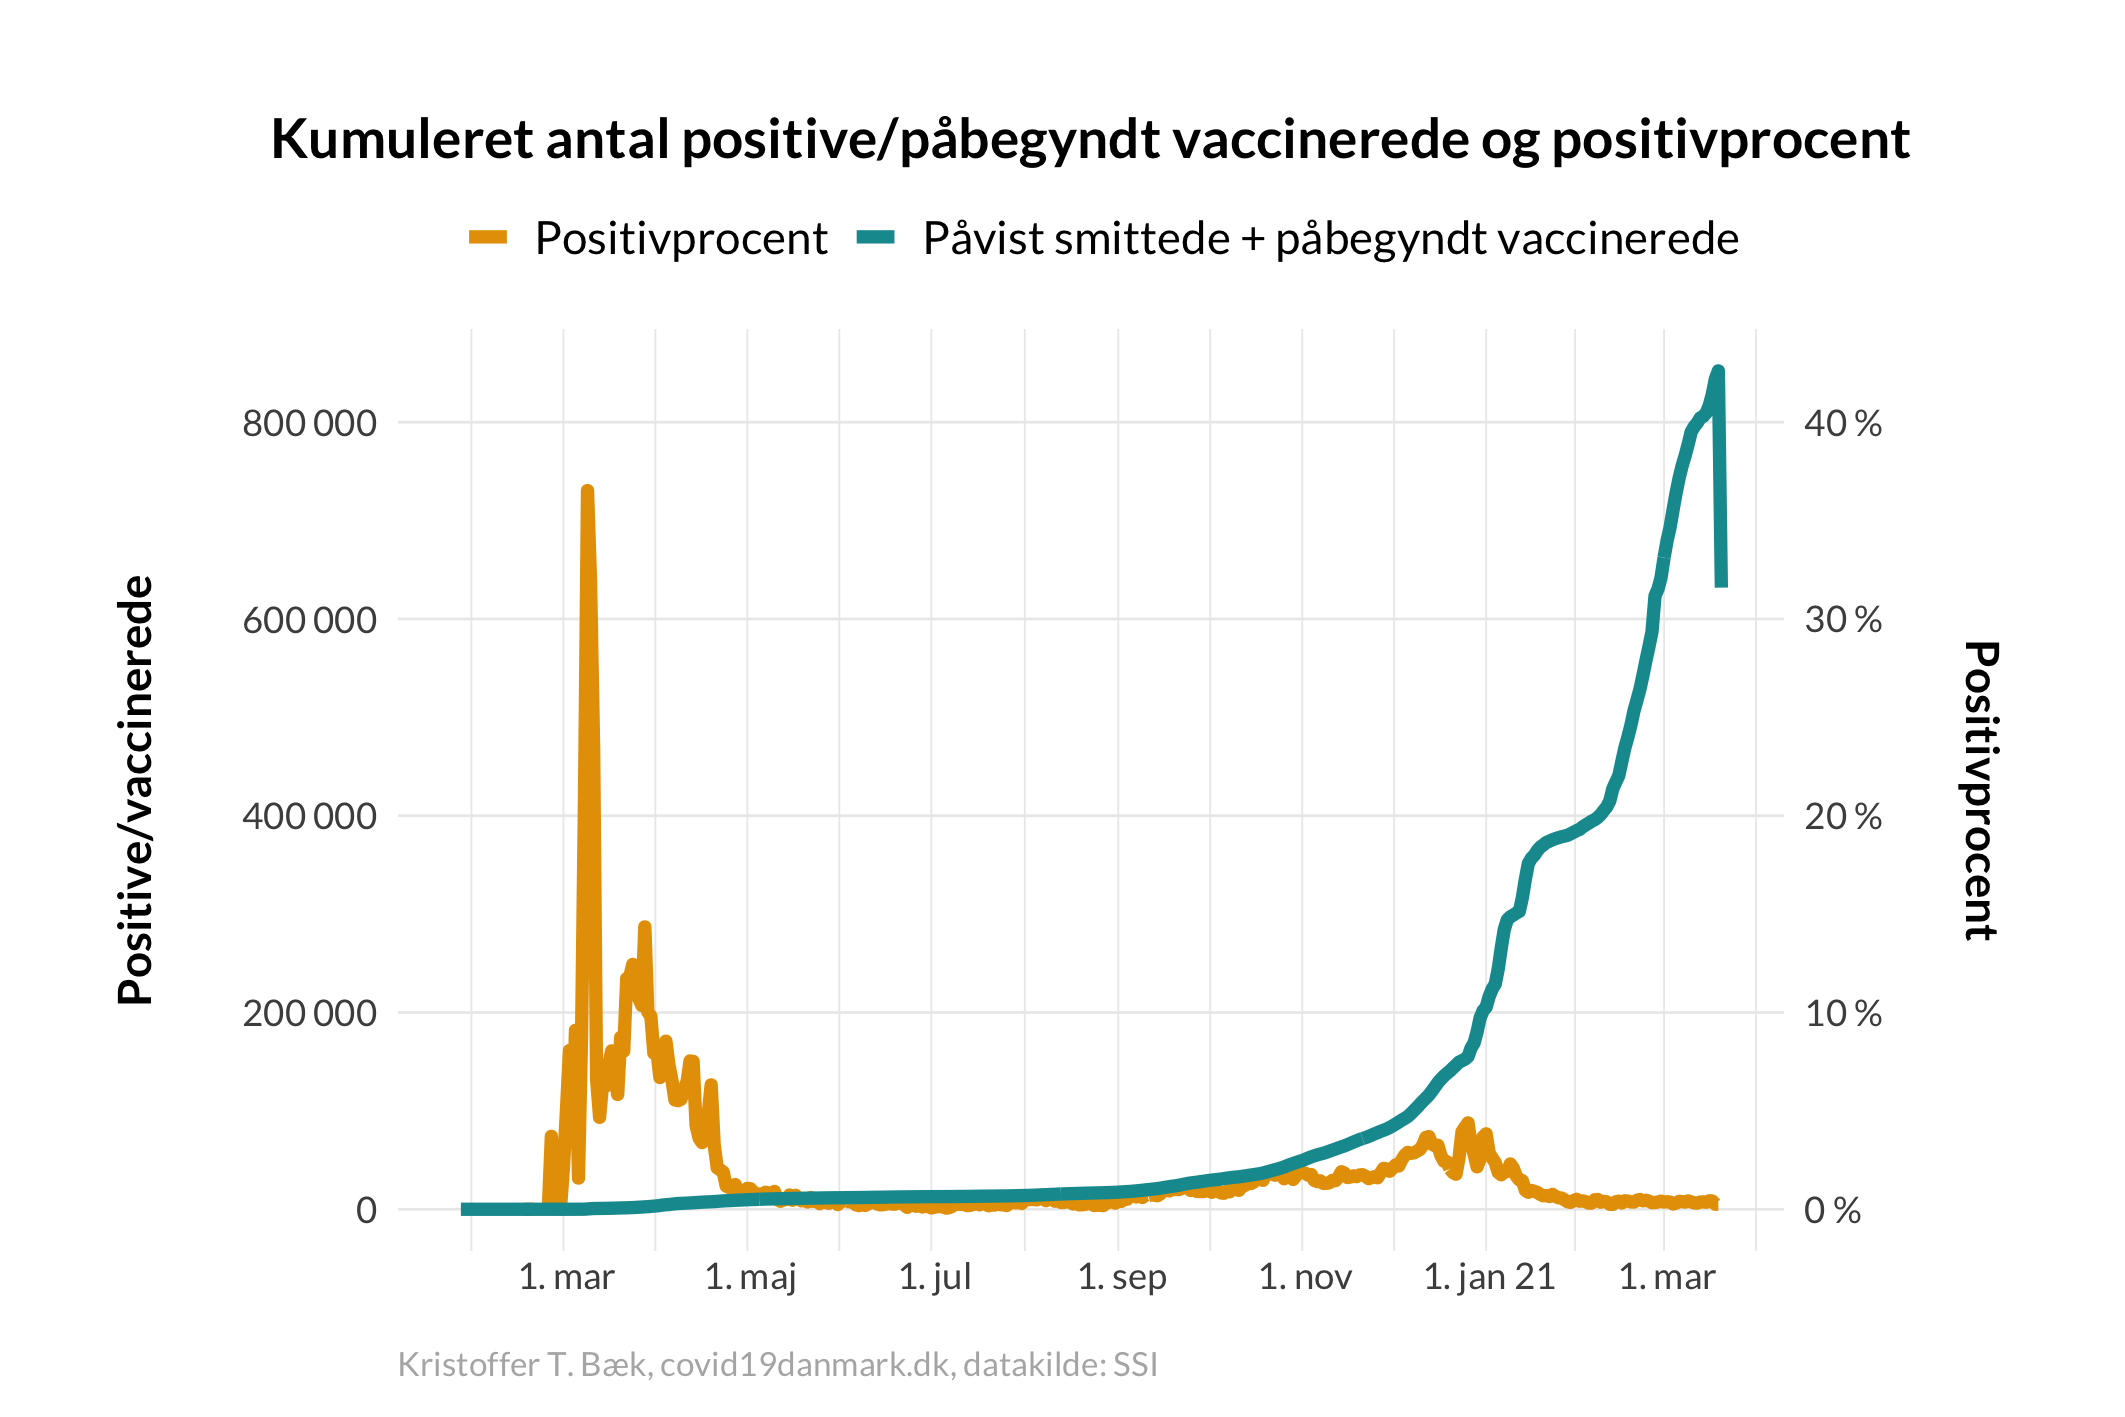 Kumuleret antal positive/påbegyndt vaccinerede og positivprocent
Positivprocent
Påvist smittede + påbegyndt vaccinerede
Positive/vaccinerede
800 000
600 000
400 000
200 000
0
40 %
30 %
20 %
10 %
0 %
Positivprocent
1. mar
1. maj
1. jul
1. sep
1. nov
1. jan 21
1. mar
Kristoffer T. Bæk, covid19danmark.dk, datakilde: SSI